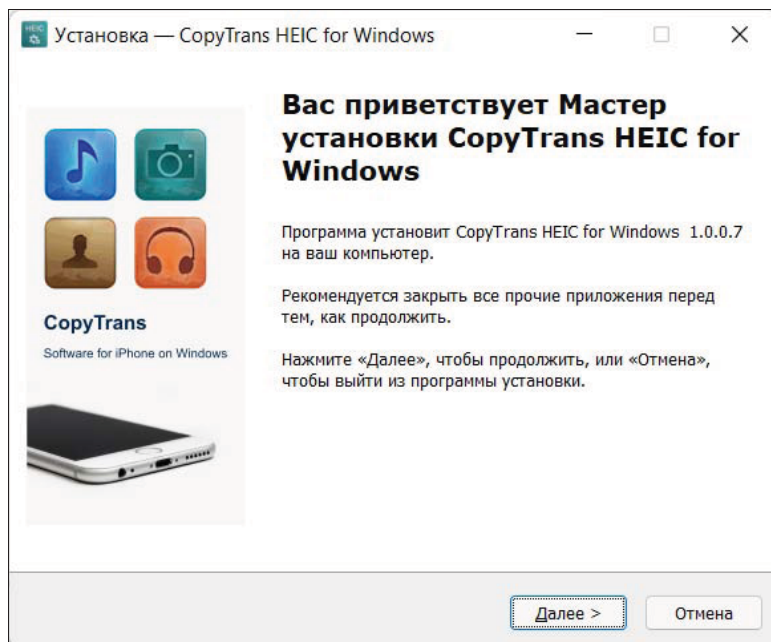 HEIC
Установка — CopyTrans HEIC for Windows
Вас приветствует Мастер
установки CopyTrans HEIC for
Windows
Программа установит CopyTrans HEIC for Windows 1.0.0.7
на ваш компьютер.
Рекомендуется закрыть все прочие приложения перед
тем, как продолжить.
Нажмите «Далее», чтобы продолжить, или «Отмена»,
чтобы выйти из программы установки.
CopyTrans
Software for iPhone on Windows
Далее >
Отмена